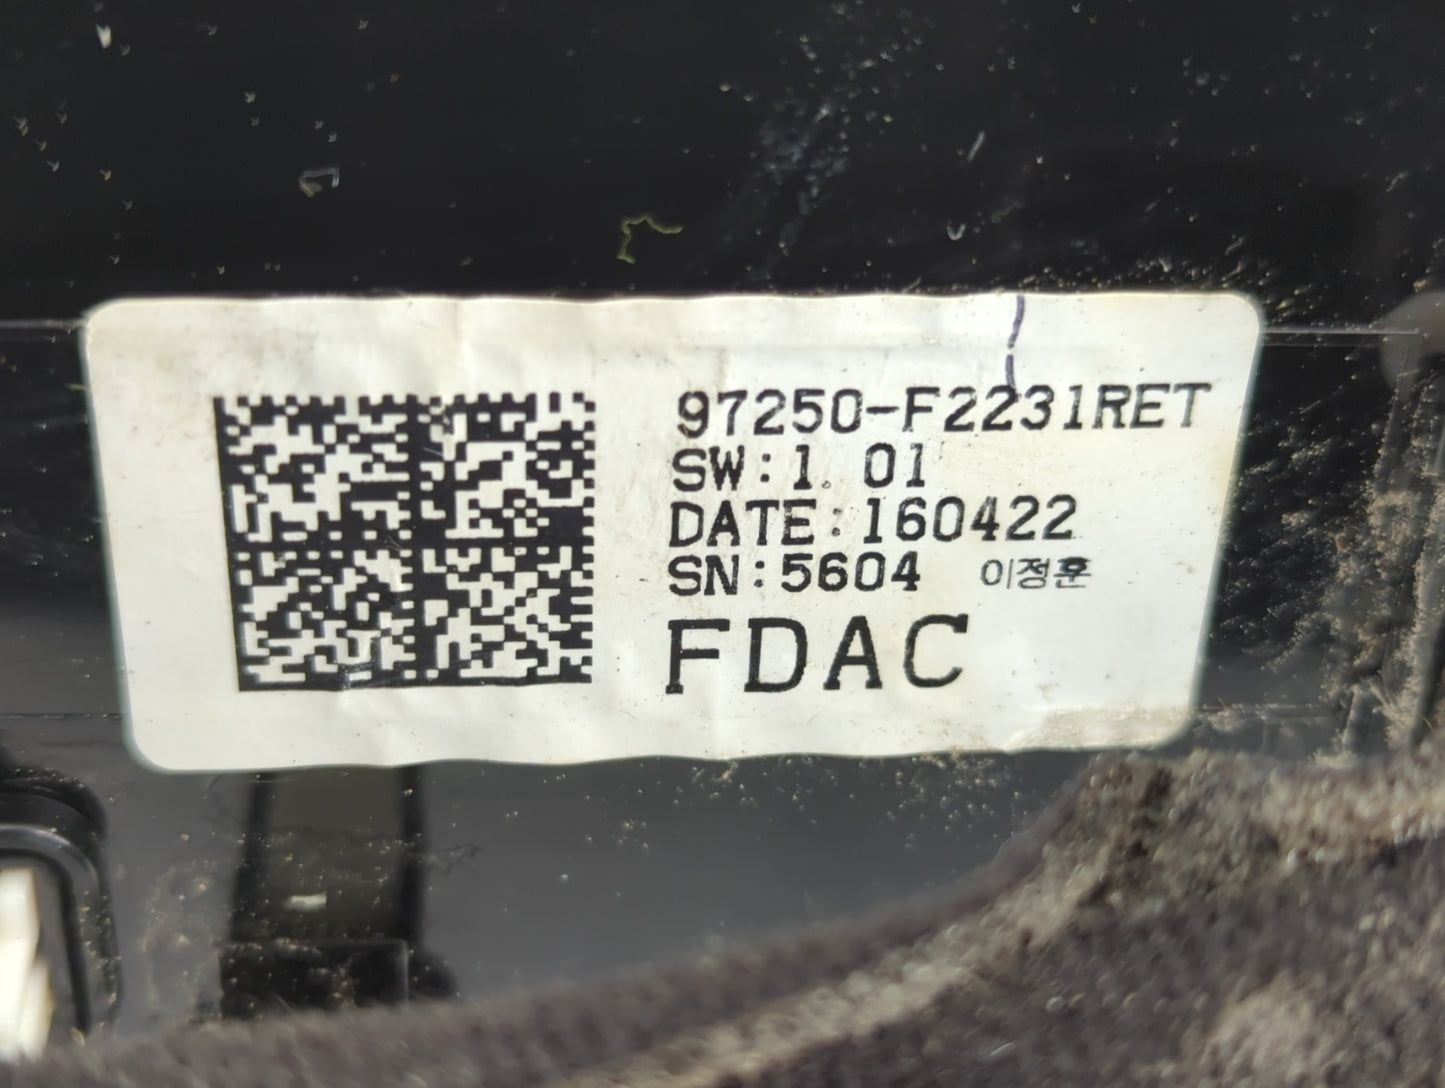 97250-F2231RET
SW:1.01
DATE:160422
SN:5604 이정훈
FDAC